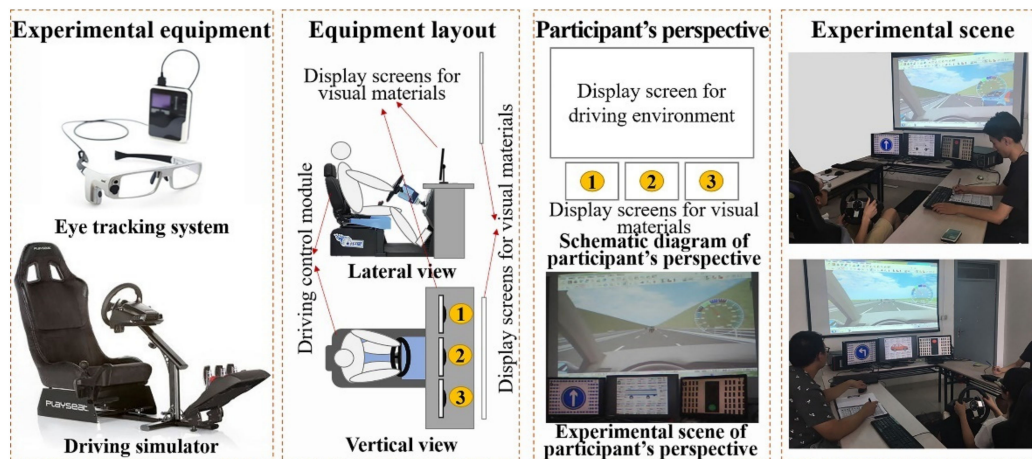 Experimental equipment
Eye tracking system
PLAYSEAT
Driving simulator
Equipment layout
Display screens for
visual materials
Driving control module
Display screens for visual materials
Lateral view
1
2
3
Vertical view
Participant's perspective
Display screen for
driving environment
1
2
3
Display screens for visual
materials
Schematic diagram of
participant's perspective
Experimental scene of
participant's perspective
Experimental scene